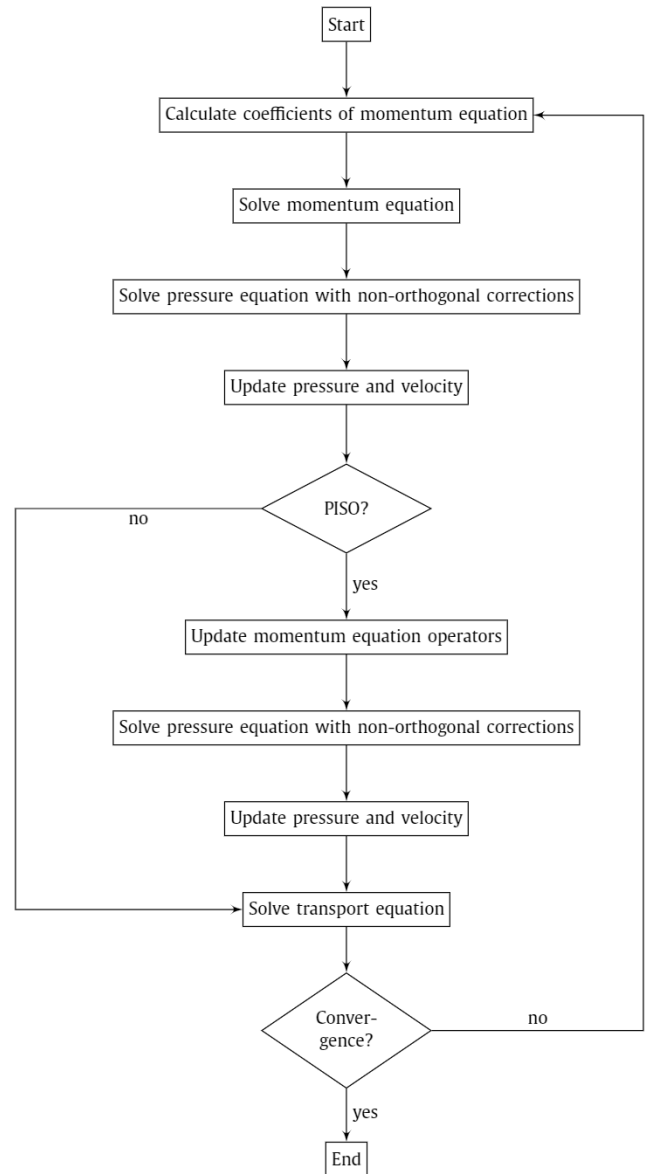 Start
Calculate coefficients of momentum equation
Solve momentum equation
Solve pressure equation with non-orthogonal corrections
Update pressure and velocity
PISO?
no
yes
Update momentum equation operators
Solve pressure equation with non-orthogonal corrections
Update pressure and velocity
Solve transport equation
Conver-
gence?
no
yes
End